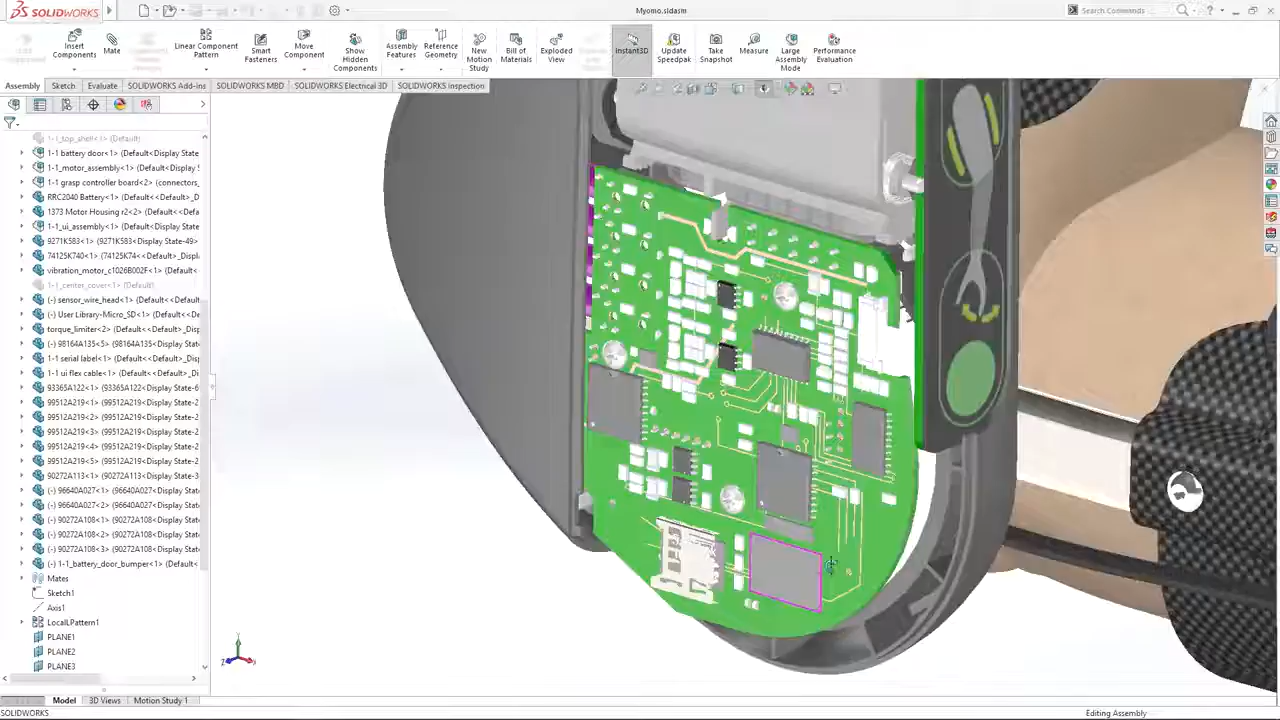 SOLIDWORKS
Myomo.sldasm
Search Commands
Insert Components
Mate
Linear Component Pattern
Smart Fasteners
Move Component
Show Hidden Components
Assembly Features
Reference Geometry
New Motion Study
Bill of Materials
Exploded View
Instant3D
Update Speedpak
Take Snapshot
Measure
Large Assembly Mode
Performance Evaluation
Assembly
Sketch
Evaluate
SOLIDWORKS Add-ins
SOLIDWORKS MBD
SOLIDWORKS Electrical 3D
SOLIDWORKS Inspection
1-1_top_shell<1> (Default)
1-1 battery door<1> (Default<Display State
1-1_motor_assembly<1> (Default<Display S
1-1 grasp controller board<2> (connectors_
RRC2040 Battery<1> (Default<<Default>_D
1373 Motor Housing r2<2> (Default<<Defau
1-1_ui_assembly<1> (Default<Display State
9271K583<1> (9271K583<Display State-49>
74125K740<1> (74125K74<<Default>_Displa
vibration_motor_c1026B002F<1> (Default<
1-1_center_cover<1> (Default)
(-) sensor_wire_head<1> (Default<<Default
(-) User Library-Micro_SD<1> (Default<<De
torque_limiter<2> (Default<<Default>_Disp
(-) 98164A135<5> (Default<<Default>_Disp
1-1 serial label<1> (Default<<Default>_Disp
1-1 ui flex cable<1> (Default<<Default>_Dis
93365A122<1> (93365A122<Display State-6
99512A219<1> (99512A219<Display State-2
99512A219<2> (99512A219<Display State-2
99512A219<3> (99512A219<Display State-2
99512A219<4> (99512A219<Display State-2
99512A219<5> (99512A219<Display State-2
90272A113<1> (90272A113<Display State-3
(-) 96640A027<1> (96640A027<Display State
(-) 96640A027<2> (96640A027<Display State
(-) 90272A108<1> (90272A108<Display State
(-) 90272A108<2> (90272A108<Display State
(-) 90272A108<3> (90272A108<Display State
(-) 1-1_battery_door_bumper<1> (Default<
Mates
Sketch1
Axis1
LocalLPattern1
PLANE1
PLANE2
PLANE3
Y
Z
X
Model
3D Views
Motion Study 1
SOLIDWORKS
Editing Assembly